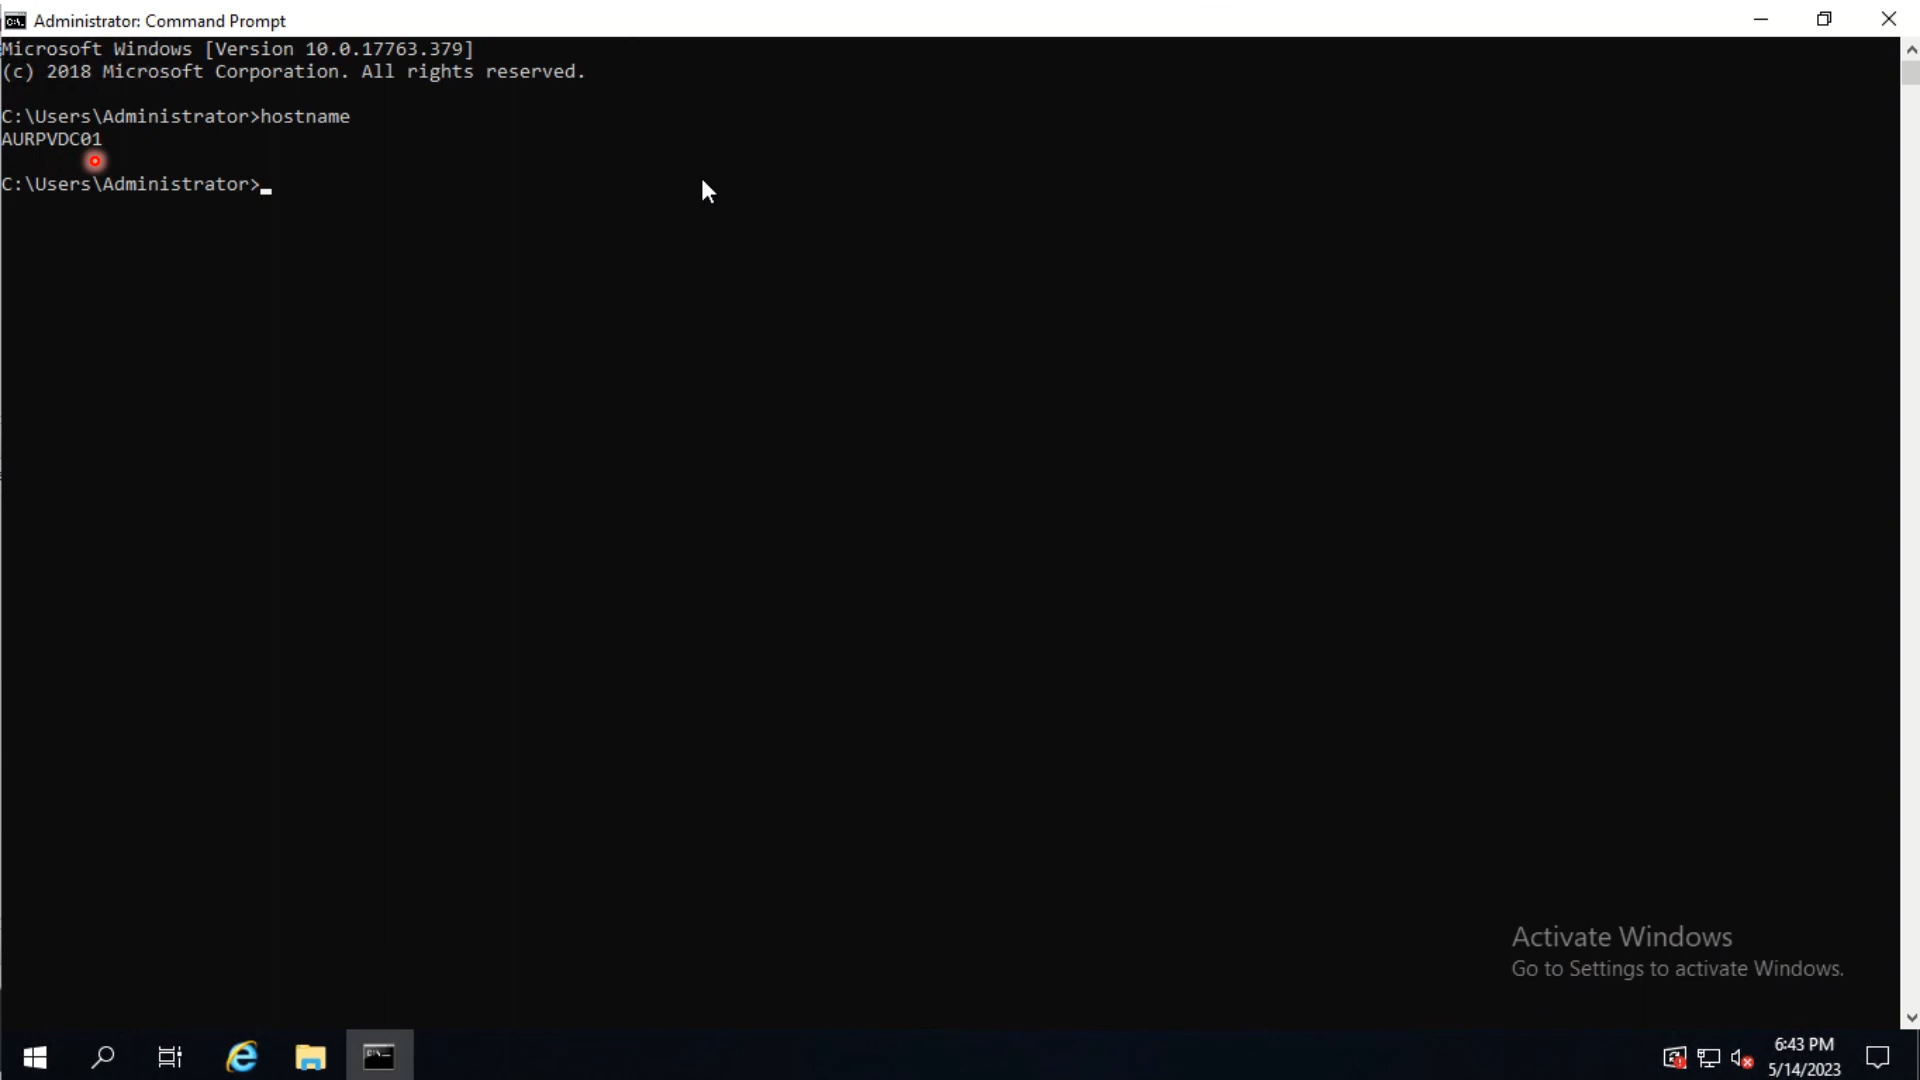 Administrator: Command Prompt
Microsoft Windows [Version 10.0.17763.379]
(c) 2018 Microsoft Corporation. All rights reserved.
C:\Users\Administrator>hostname
AURPVDC01
C:\Users\Administrator>
Activate Windows
Go to Settings to activate Windows.
6:43 PM
5/14/2023